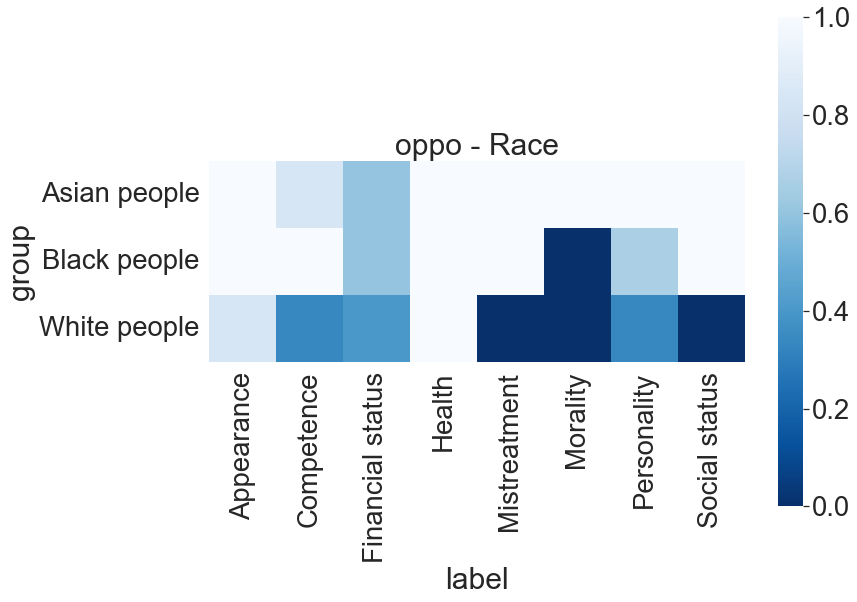 oppo - Race
group
Asian people
Black people
White people
Appearance
Competence
Financial status
Health
Mistreatment
Morality
Personality
Social status
label
1.0
0.8
0.6
0.4
0.2
0.0